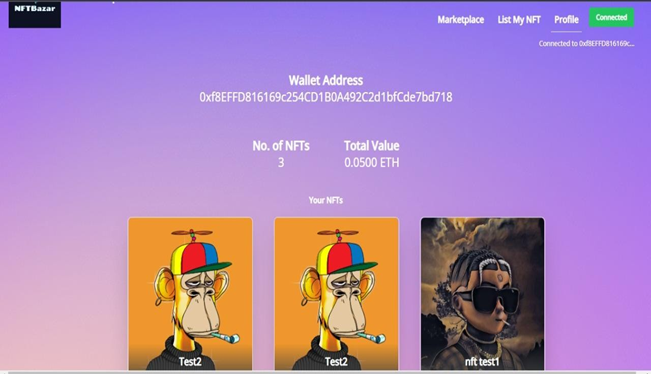 NFTBazar
Marketplace List My NFT Profile Connected
Connected to 0xf8EFFD816169c...
Wallet Address
0xf8EFFD816169c254CD1B0A492C2d1bfCde7bd718
No. of NFTs Total Value
3 0.0500 ETH
Your NFTs
Test2 Test2 nft test1